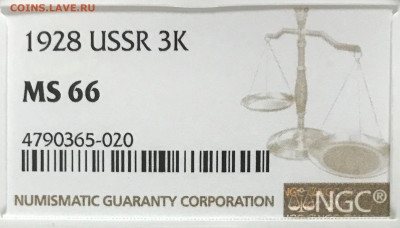 COINS.LAVE.RU
1928 USSR 3K
MS 66
4790365-020
NUMISMATIC GUARANTY CORPORATION
NGC®